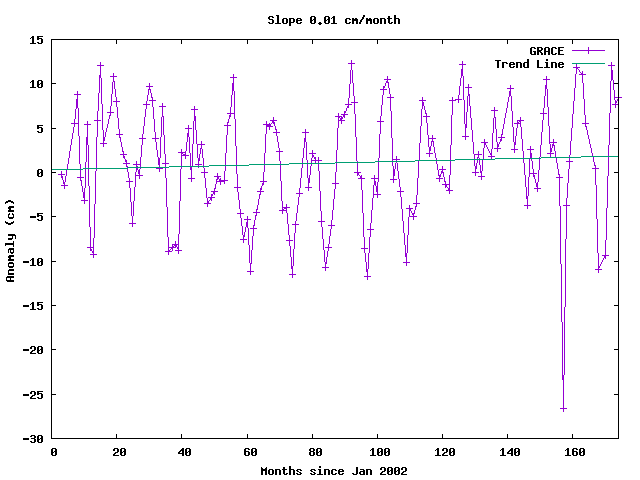 Slope 0.01 cm/month
15
10
5
0
-5
-10
-15
-20
-25
-30
Anomaly (cm)
GRACE
Trend Line
0 20 40 60 80 100 120 140 160
Months since Jan 2002